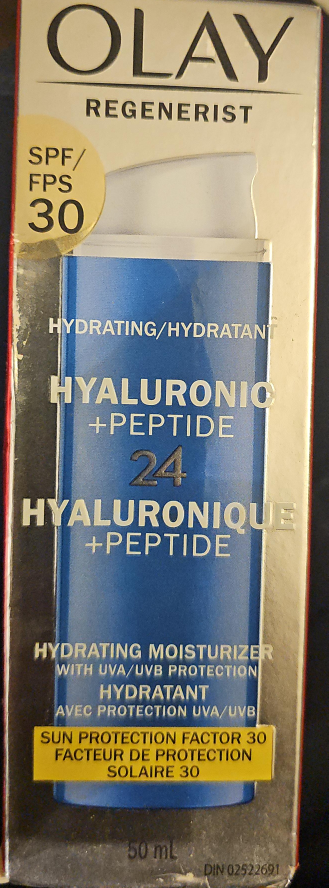 OLAY
REGENERIST
SPF/
FPS
30
HYDRATING/HYDRATANT
HYALURONIC
+PEPTIDE
24
HYALURONIQUE
+PEPTIDE
HYDRATING MOISTURIZER
WITH UVA/UVB PROTECTION
HYDRATANT
AVEC PROTECTION UVA/UVB
SUN PROTECTION FACTOR 30
FACTEUR DE PROTECTION
SOLAIRE 30
50 mL
DIN 02522691